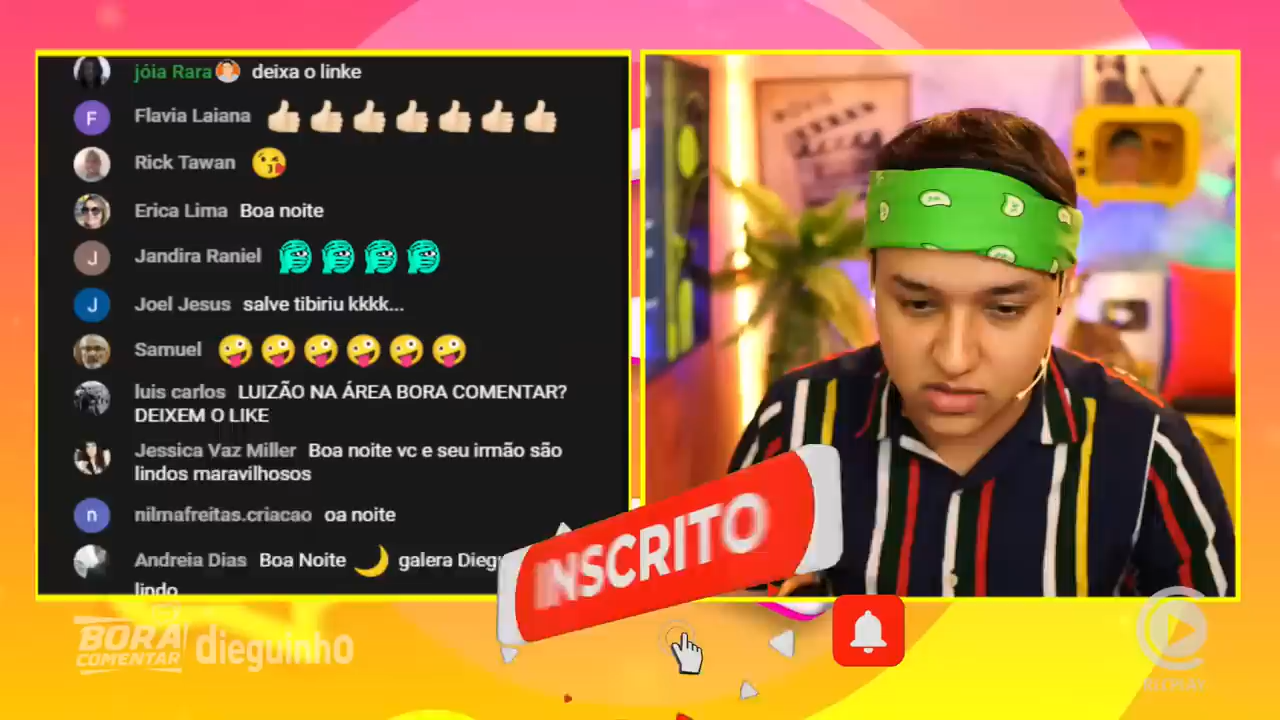 jóia Rara deixa o linke
F Flavia Laiana
Rick Tawan
Erica Lima Boa noite
J Jandira Raniel
J Joel Jesus salve tibiriu kkkk...
Samuel
luis carlos LUIZÃO NA ÁREA BORA COMENTAR?
DEIXEM O LIKE
Jessica Vaz Miller Boa noite vc e seu irmão são
lindos maravilhosos
n nilmafreitas.criacao oa noite
Andreia Dias Boa Noite galera Dieg
lindo
INSCRITO
BORA
COMENTAR
dieguinho